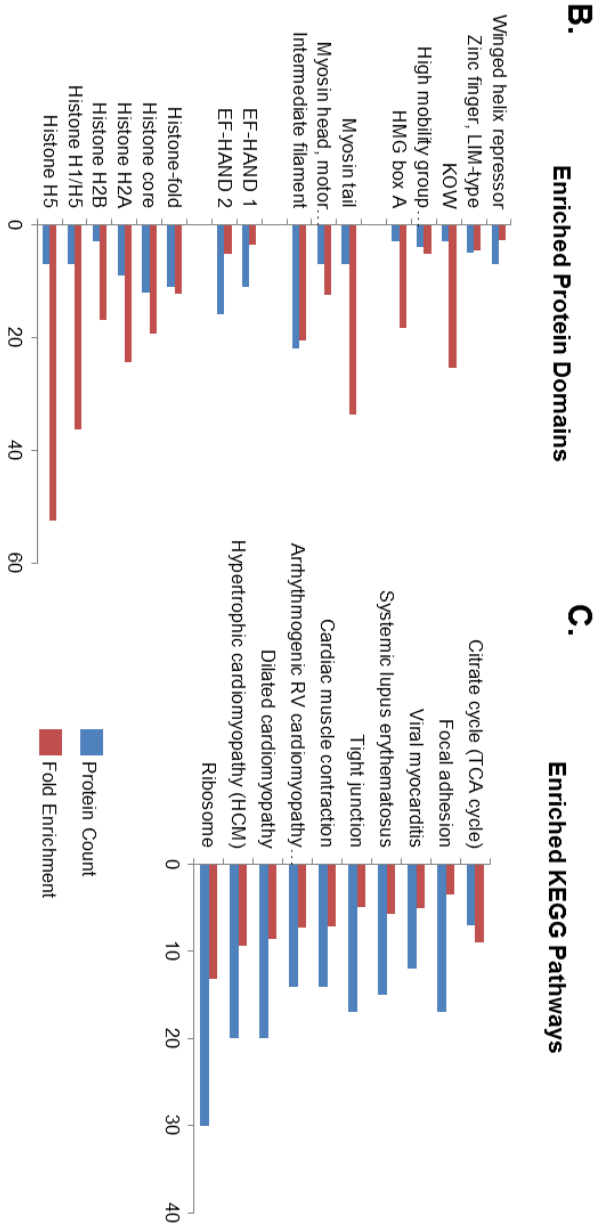 B.
Enriched Protein Domains
Winged helix repressor
Zinc finger, LIM-type
KOW
High mobility group...
HMG box A
Myosin tail
Myosin head, motor...
Intermediate filament
EF-HAND 1
EF-HAND 2
Histone-fold
Histone core
Histone H2A
Histone H2B
Histone H1/H5
Histone H5
0 20 40 60
C.
Enriched KEGG Pathways
Citrate cycle (TCA cycle)
Focal adhesion
Viral myocarditis
Systemic lupus erythematosus
Tight junction
Cardiac muscle contraction
Arrhythmogenic RV cardiomyopathy...
Dilated cardiomyopathy
Hypertrophic cardiomyopathy (HCM)
Ribosome
0 10 20 30 40
Protein Count
Fold Enrichment